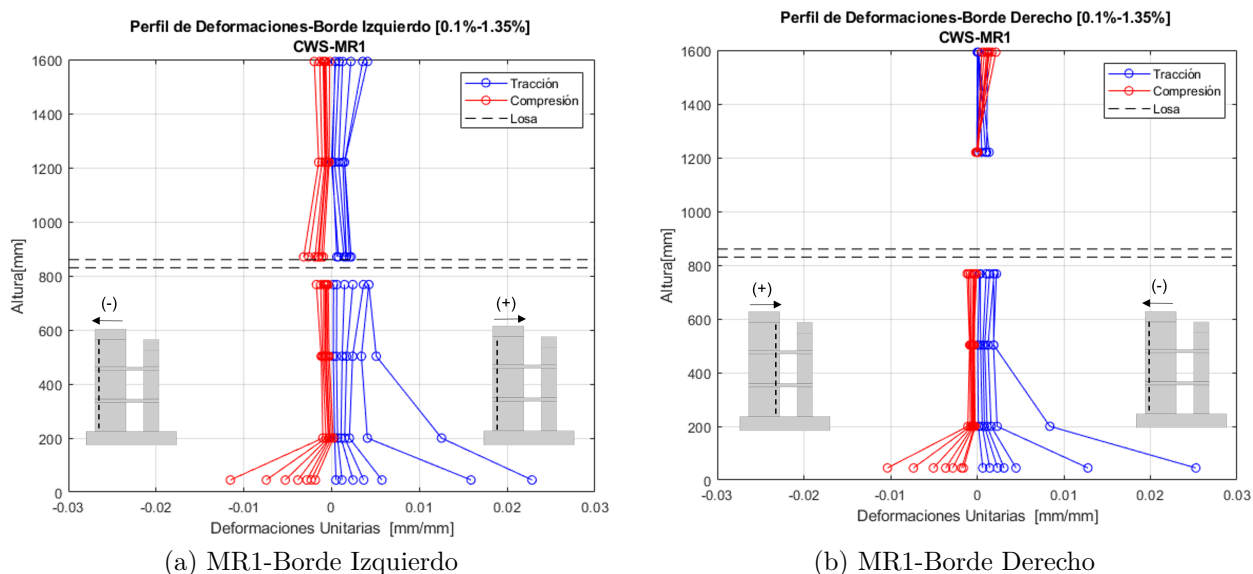 Perfil de Deformaciones-Borde Izquierdo [0.1%-1.35%]
CWS-MR1
1600
1400
1200
1000
800
600
400
200
0
Altura[mm]
Tracción
Compresión
Losa
(-)
(+)
-0.03
-0.02
-0.01
0
0.01
0.02
0.03
Deformaciones Unitarias [mm/mm]
(a) MR1-Borde Izquierdo
Perfil de Deformaciones-Borde Derecho [0.1%-1.35%]
CWS-MR1
1600
1400
1200
1000
800
600
400
200
0
Altura[mm]
Tracción
Compresión
Losa
(+)
(-)
-0.03
-0.02
-0.01
0
0.01
0.02
0.03
Deformaciones Unitarias [mm/mm]
(b) MR1-Borde Derecho